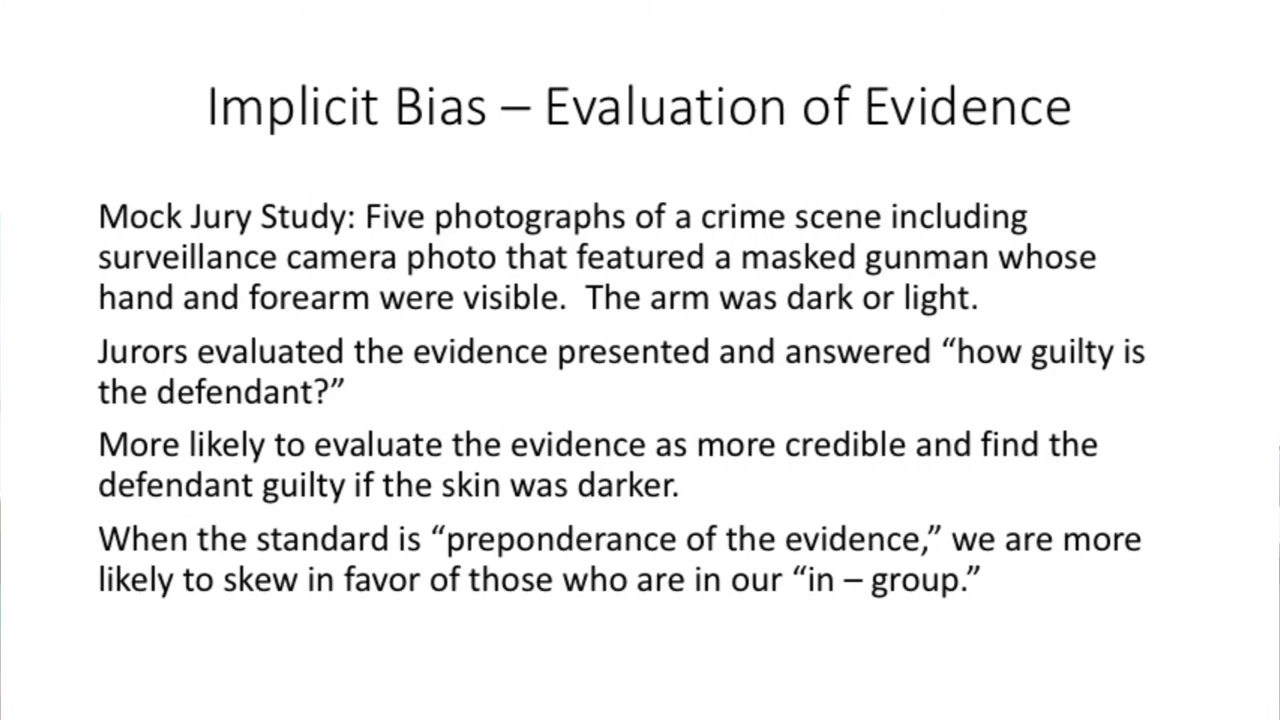 Implicit Bias – Evaluation of Evidence
Mock Jury Study: Five photographs of a crime scene including
surveillance camera photo that featured a masked gunman whose
hand and forearm were visible.  The arm was dark or light.
Jurors evaluated the evidence presented and answered “how guilty is
the defendant?”
More likely to evaluate the evidence as more credible and find the
defendant guilty if the skin was darker.
When the standard is “preponderance of the evidence,” we are more
likely to skew in favor of those who are in our “in – group.”